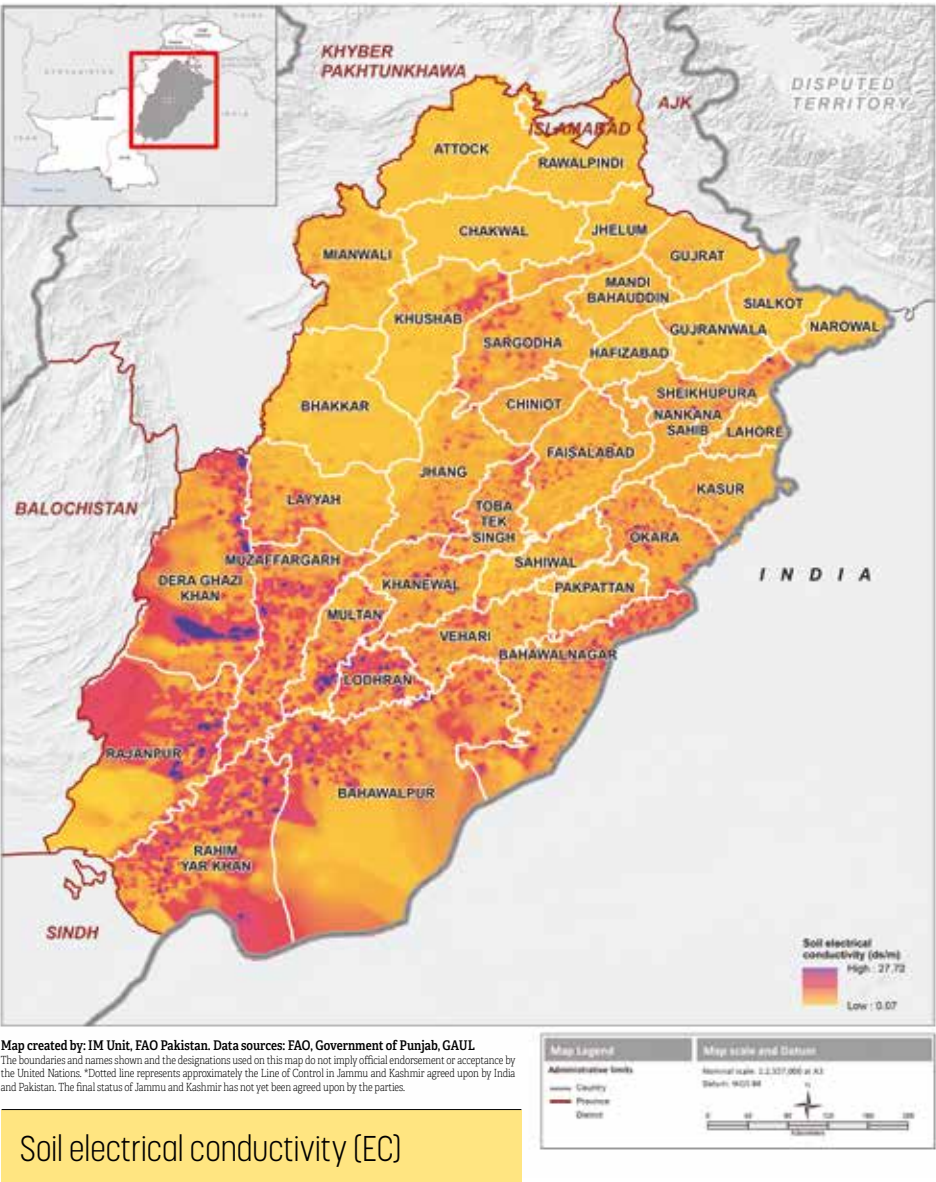 KHYBER
PAKHTUNKHAWA
DISPUTED
TERRITORY
AJK
ISLAMABAD
ATTOCK
RAWALPINDI
CHAKWAL
JHELUM
MIANWALI
GUJRAT
MANDI
BAHAUDDIN
SIALKOT
KHUSHAB
GUJRANWALA
NAROWAL
SARGODHA
HAFIZABAD
SHEIKHUPURA
BHAKKAR
CHINIOT
NANKANA
SAHIB
LAHORE
FAISALABAD
JHANG
KASUR
LAYYAH
BALOCHISTAN
TOBA
TEK
SINGH
OKARA
MUZAFFARGARH
SAHIWAL
INDIA
DERA GHAZI
KHAN
KHANEWAL
PAKPATTAN
MULTAN
VEHARI
BAHAWALNAGAR
LODHRAN
RAJANPUR
BAHAWALPUR
RAHIM
YAR KHAN
SINDH
Soil electrical
conductivity (ds/m)
High : 27.72
Low : 0.07
Map created by: IM Unit, FAO Pakistan. Data sources: FAO, Government of Punjab, GAUL
The boundaries and names shown and the designations used on this map do not imply official endorsement or acceptance by
the United Nations. *Dotted line represents approximately the Line of Control in Jammu and Kashmir agreed upon by India
and Pakistan. The final status of Jammu and Kashmir has not yet been agreed upon by the parties.
Map Legend
Administrative limits
Country
Province
District
Map scale and Datum
Datum: WGS 84
N
Kilometers
Soil electrical conductivity (EC)